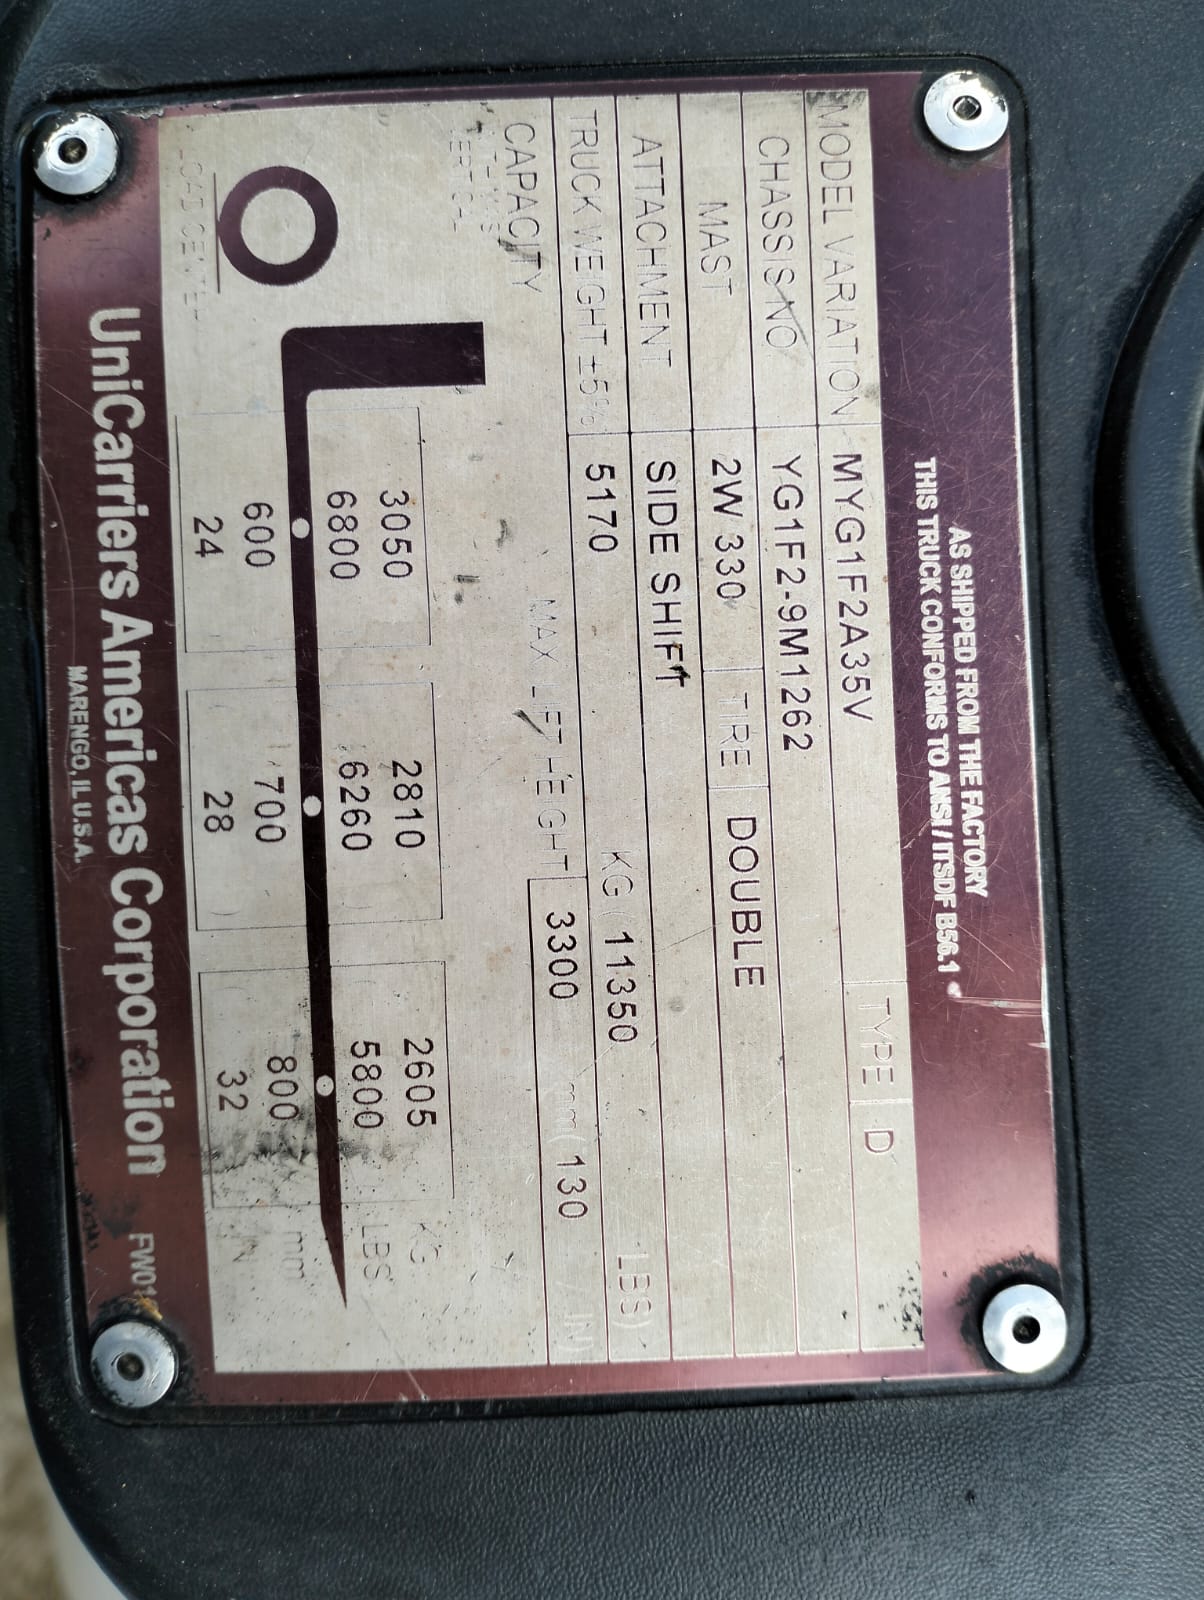 AS SHIPPED FROM THE FACTORY
THIS TRUCK CONFORMS TO ANSI / ITSDF B56.1
MODEL VARIATION MYG1F2A35V TYPE D
CHASSIS NO YG1F2-9M1262
MAST 2W330 TIRE DOUBLE
ATTACHMENT SIDE SHIFT
TRUCK WEIGHT ±5% 5170 KG (11350 LBS)
MAX LIFT HEIGHT 3300 mm (130 IN)
CAPACITY
3050 2810 2605 KG
6800 6260 5800 LBS
600 700 800 mm
LOAD CENTER
24 28 32 IN
UniCarriers Americas Corporation
MARENGO, IL U.S.A.
FW01